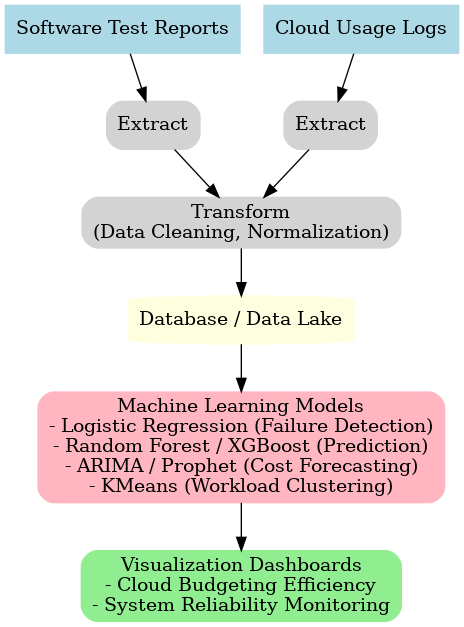 Software Test Reports
Cloud Usage Logs
Extract
Extract
Transform
(Data Cleaning, Normalization)
Database / Data Lake
Machine Learning Models
- Logistic Regression (Failure Detection)
- Random Forest / XGBoost (Prediction)
- ARIMA / Prophet (Cost Forecasting)
- KMeans (Workload Clustering)
Visualization Dashboards
- Cloud Budgeting Efficiency
- System Reliability Monitoring